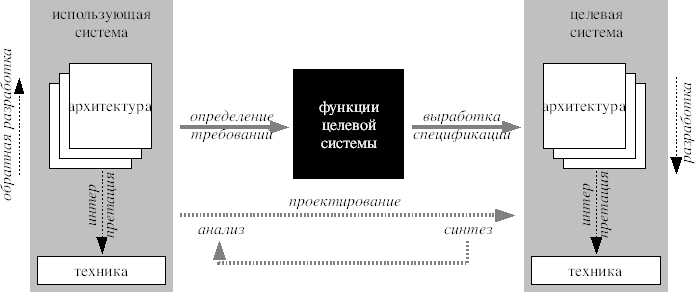 использующая
система
целевая
система
обратная разработка
архитектура
определение
требований
функции
целевой
системы
выработка
спецификации
архитектура
разработка
интер
претация
проектирование
анализ
синтез
интер
претация
техника
техника